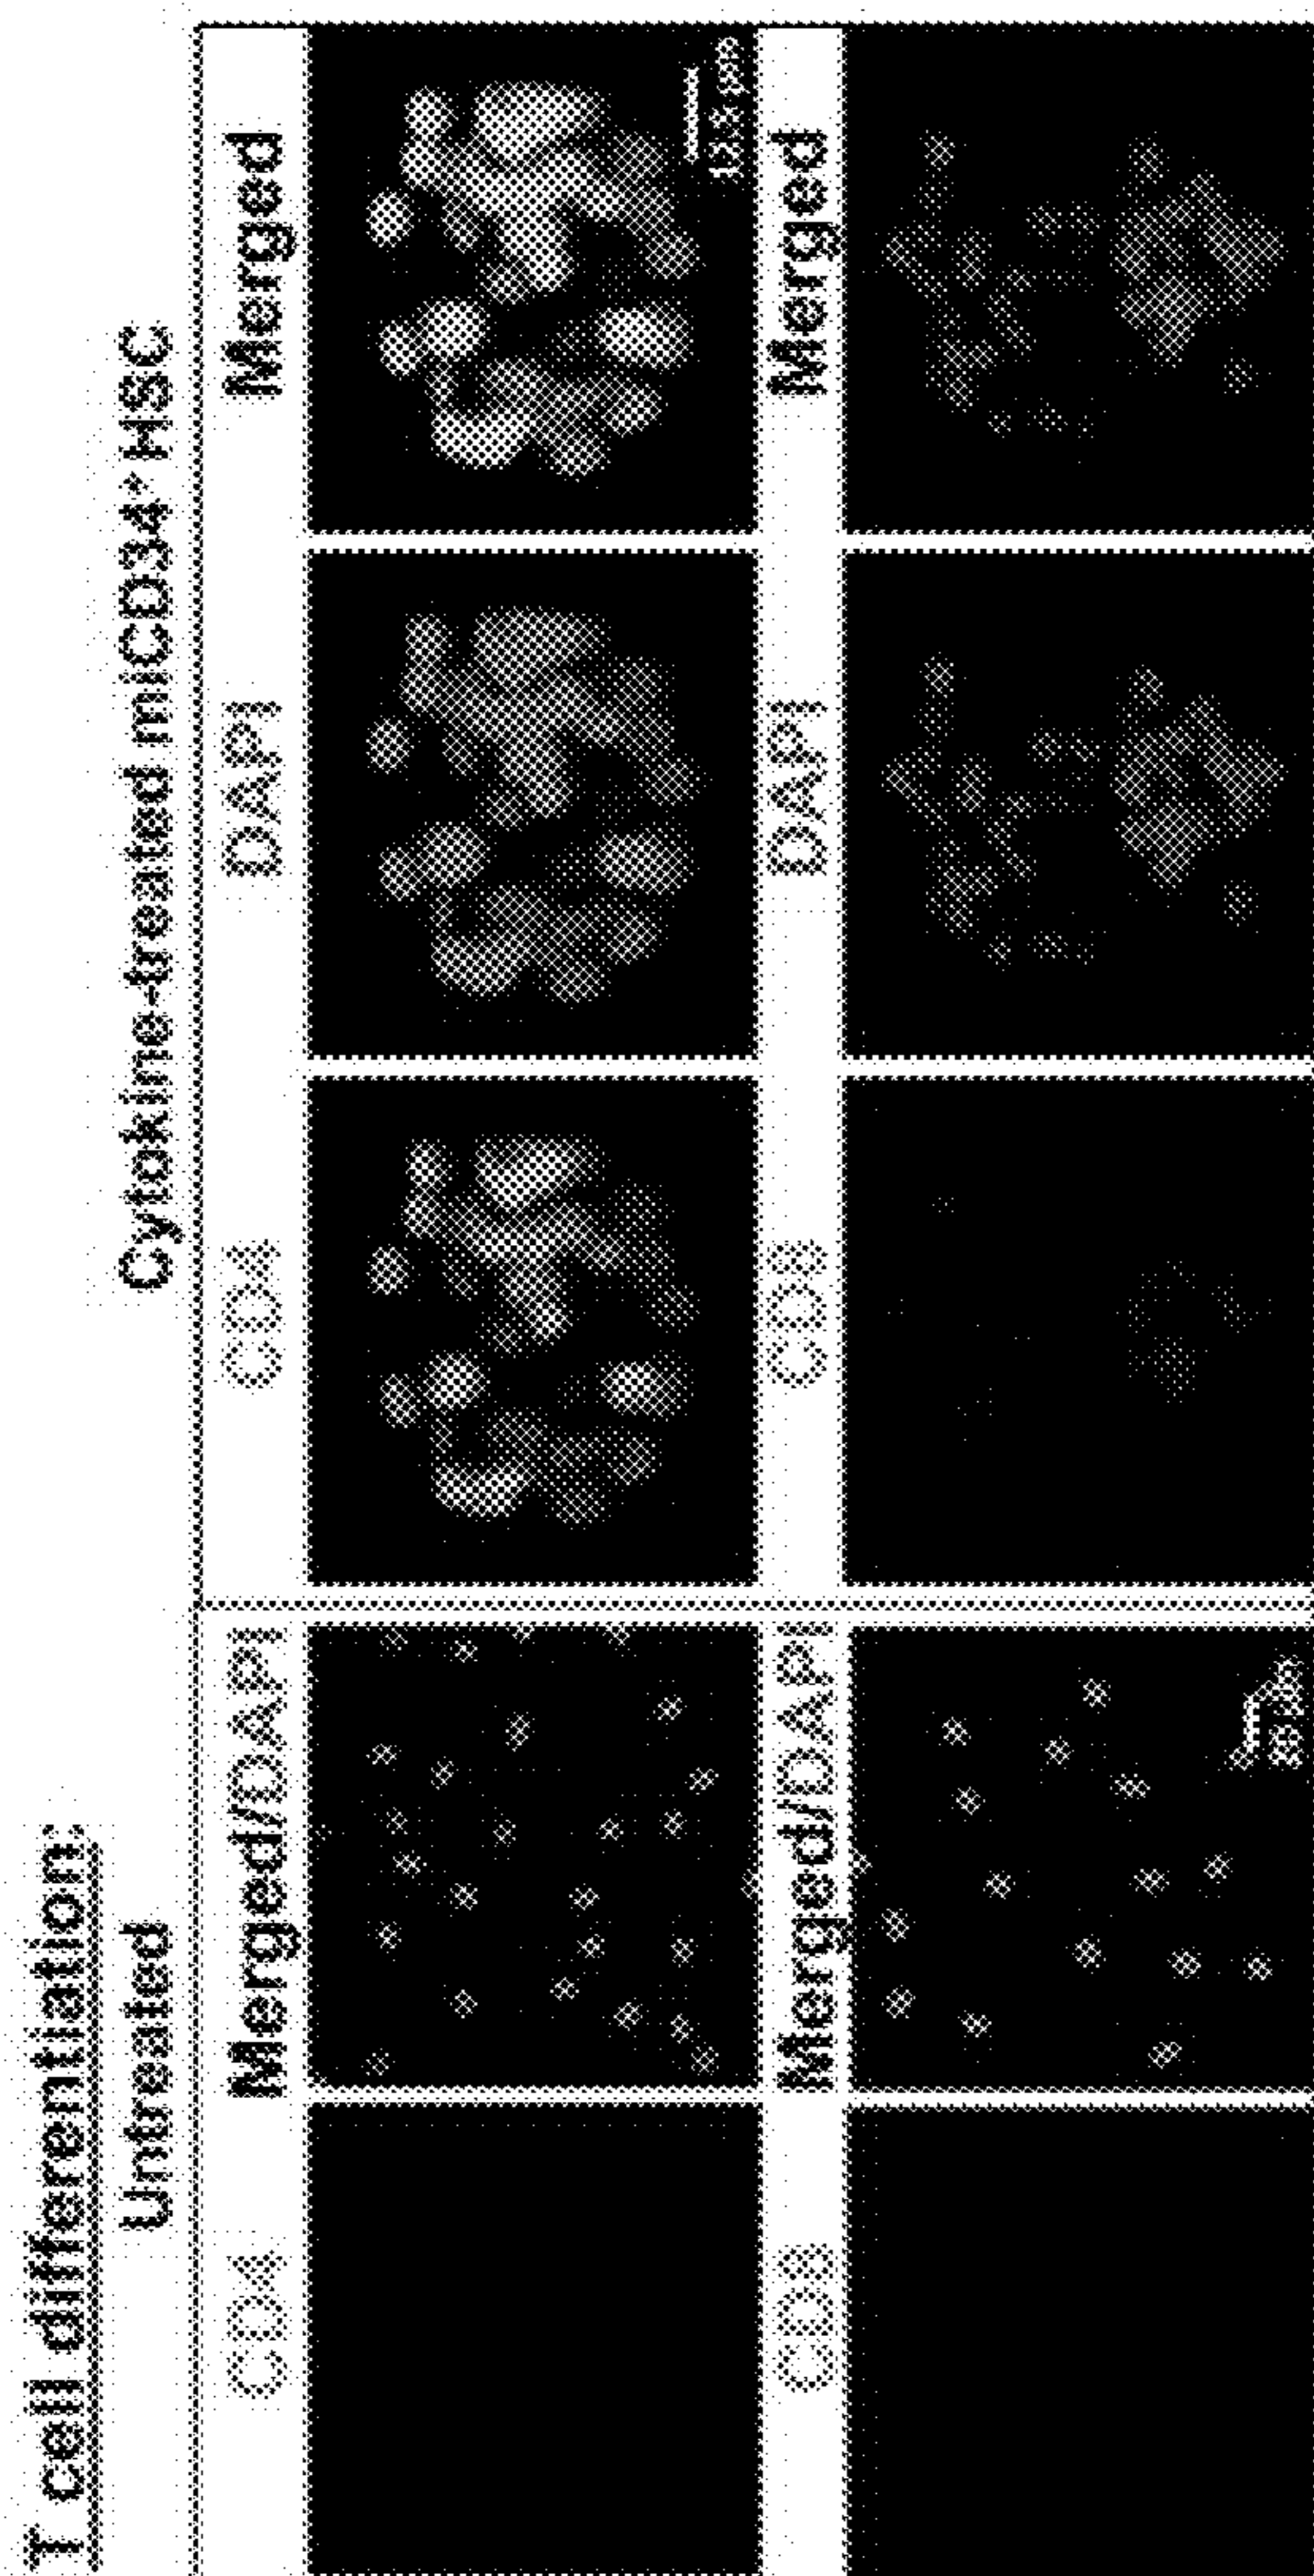 T cell differentiation:
Untreated
Cytokine-treated miCD34+ HSC
CD4 Merged/DAPI CD4 DAPI Merged
CD8 Merged/DAPI CD8 DAPI Merged